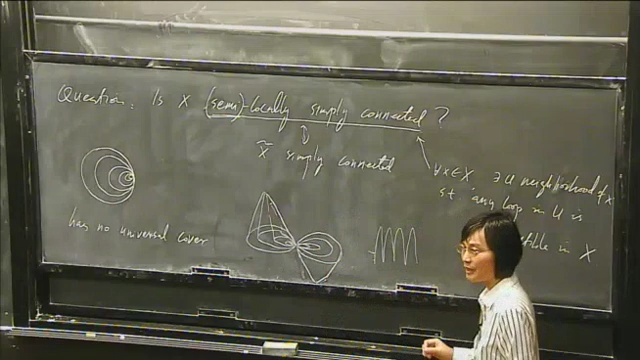 Question: Is X (semi)-locally simply connected?
X̃ simply connected
∀x∈X ∃ U neighborhood of x
s.t. any loop in U is
in X
has no universal cover